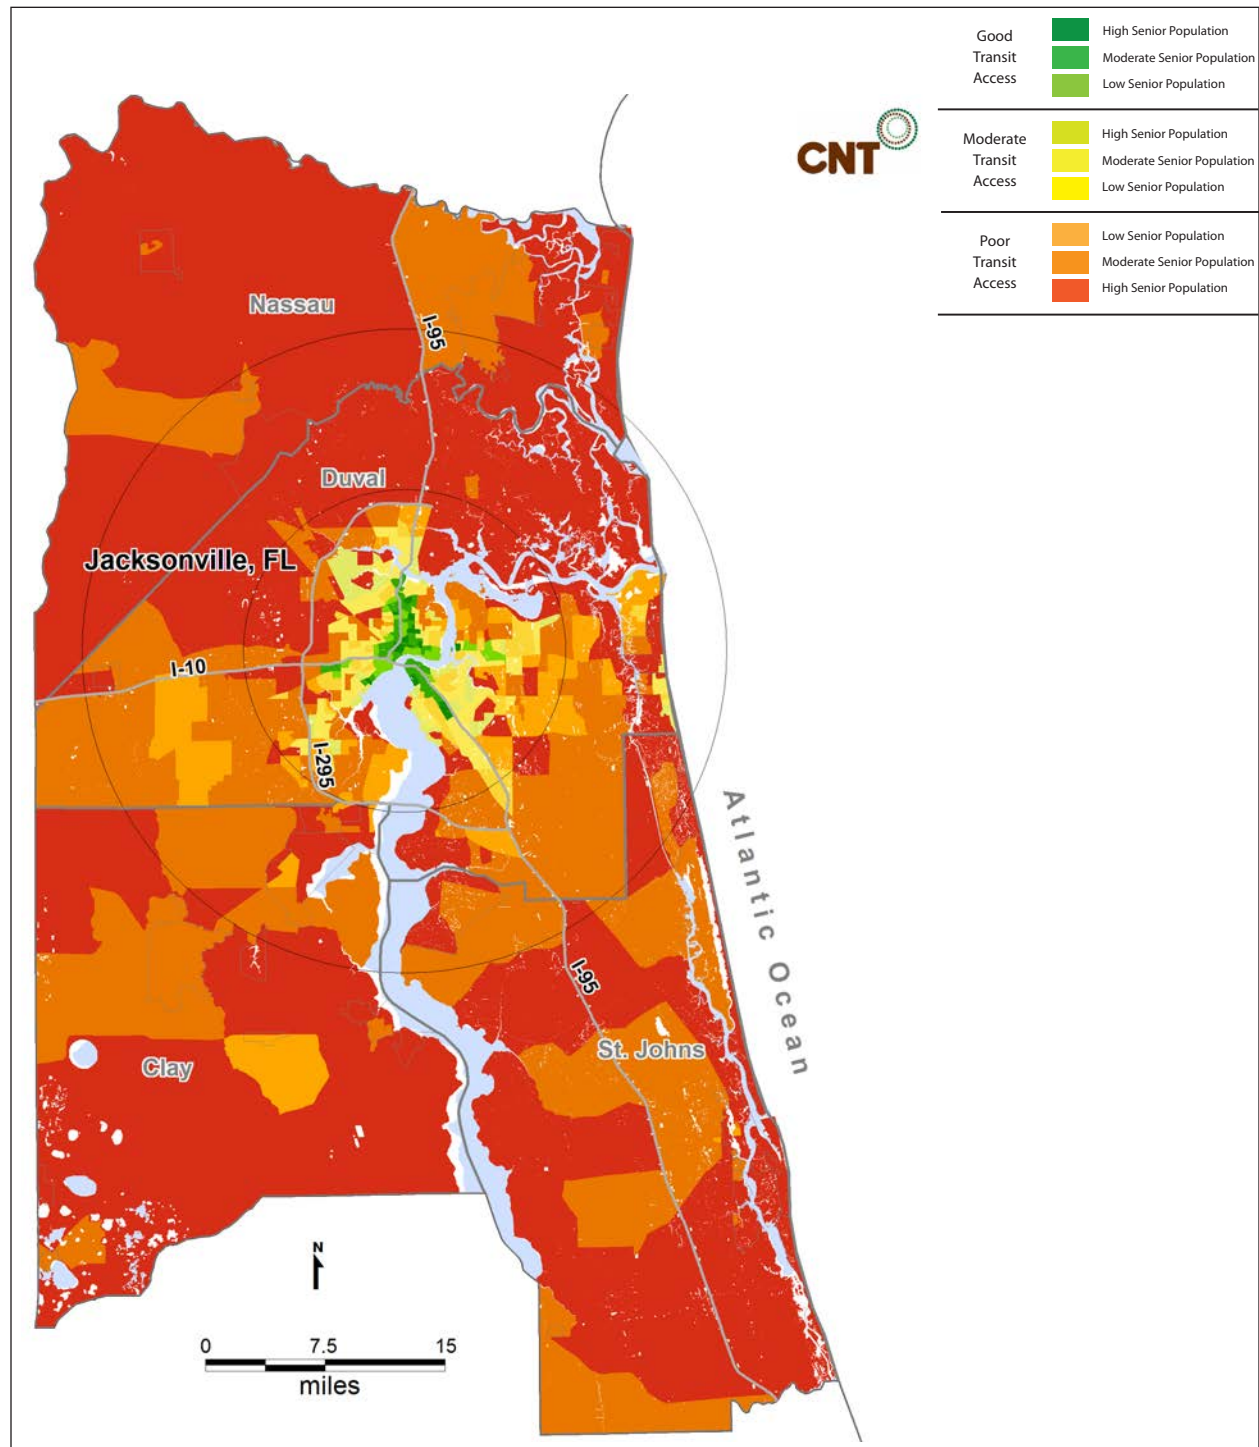 Good
Transit
Access
High Senior Population
Moderate Senior Population
Low Senior Population
Moderate
Transit
Access
High Senior Population
Moderate Senior Population
Low Senior Population
Poor
Transit
Access
Low Senior Population
Moderate Senior Population
High Senior Population
CNT
Nassau
I-95
Duval
Jacksonville, FL
I-10
I-295
Atlantic Ocean
I-95
St. Johns
Clay
N
0 7.5 15
miles